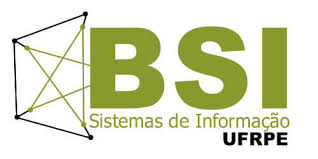 BSI
Sistemas de Informação
UFRPE